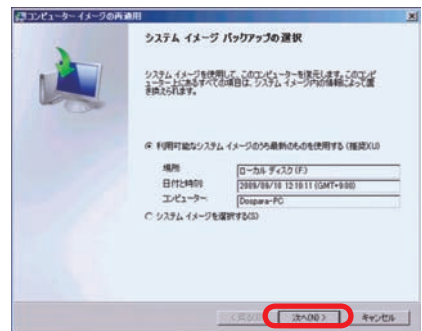 コンピューター イメージの再適用
システム イメージ バックアップの選択
システム イメージを使用して、このコンピューターを復元します。このコンピ
ューター上にあるすべての項目は、システム イメージ内の情報によって置
き換えられます。
利用可能なシステム イメージのうち最新のものを使用する(推奨)(U)
場所: ローカル ディスク (F:)
日付と時刻: 2009/09/10 12:10:11 (GMT+9:00)
コンピューター: Dospara-PC
システム イメージを選択する(S)
< 戻る(B) 次へ(N) > キャンセル